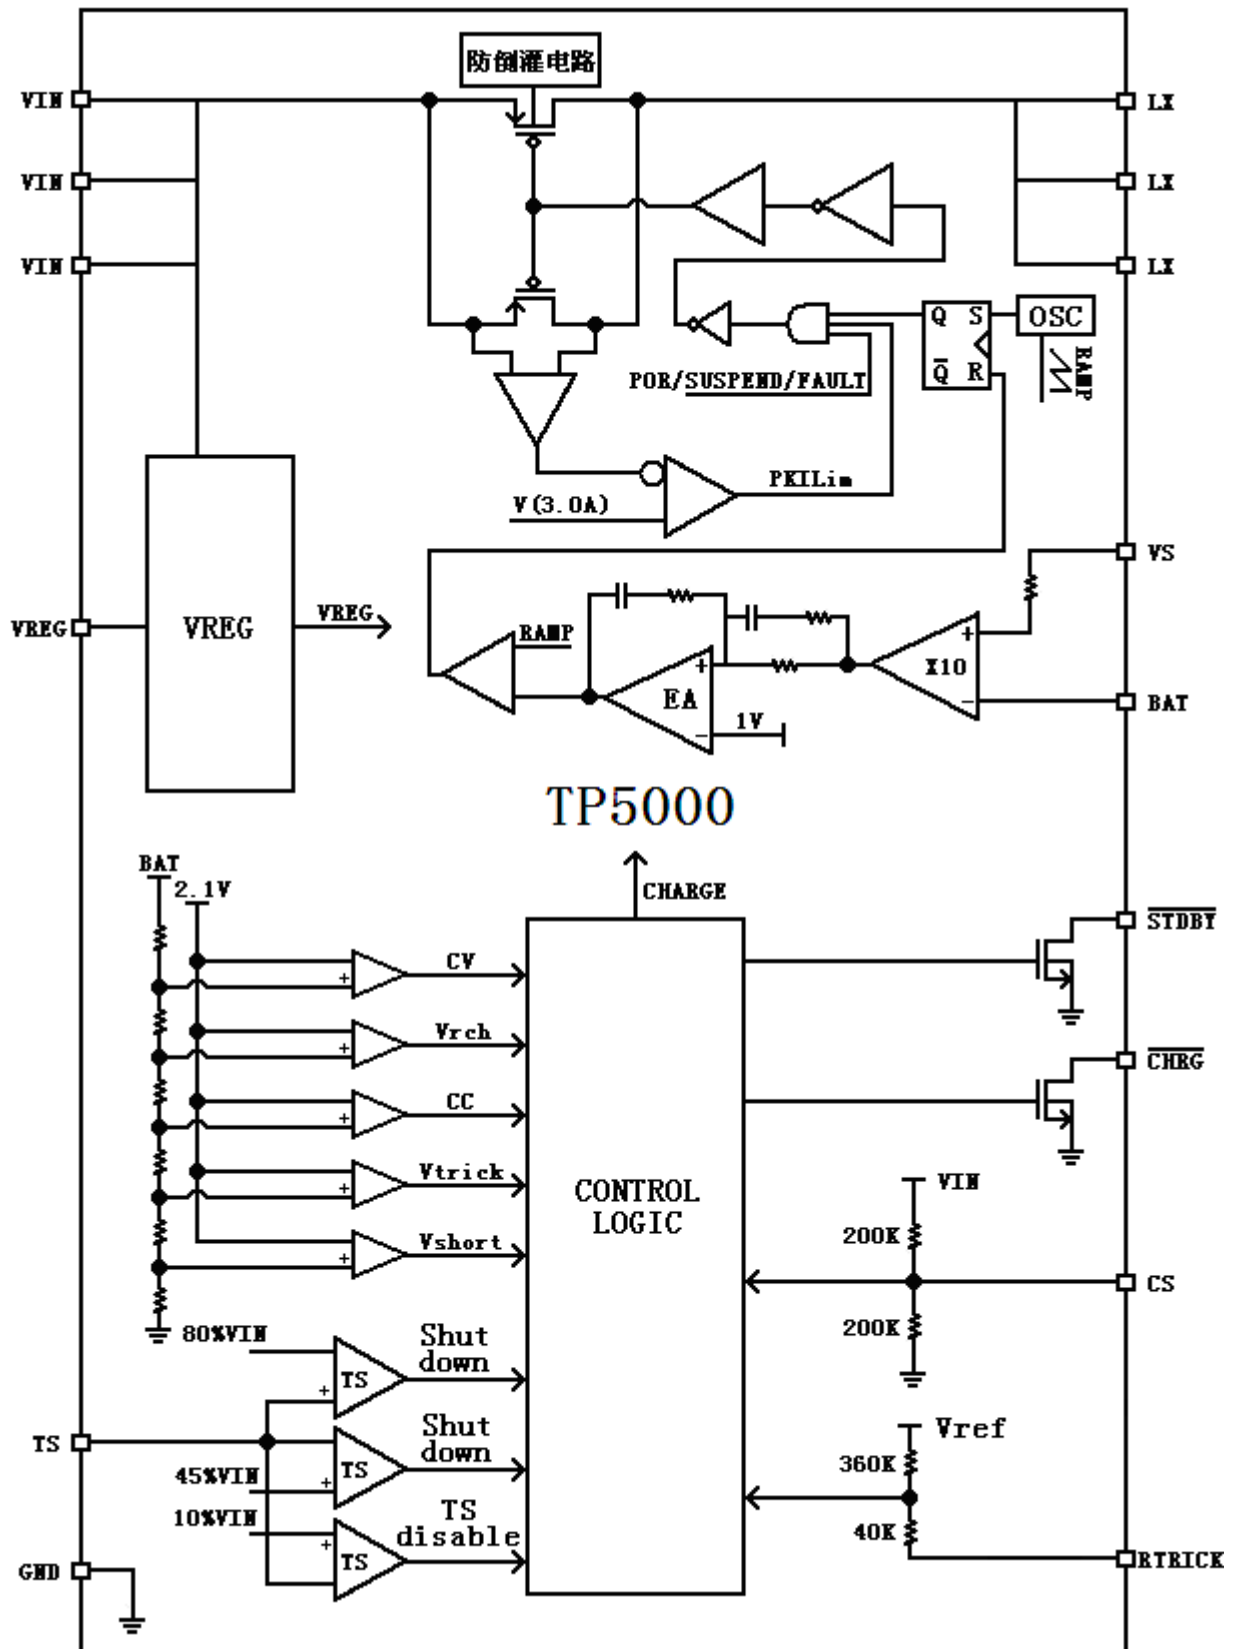 防倒灌电路
VIN
LX
VIN
LX
VIN
LX
Q S
OSC
Q̅ R
RAMP
POR/SUSPEND/FAULT
PKILim
V(3.0A)
VS
VREG
VREG
VREG
RAMP
+
X10
-
+
EA
-
1V
BAT
TP5000
BAT
2.1V
CHARGE
STDBY
+
CV
+
Vrch
CHRG
+
CC
+
Vtrick
CONTROL
LOGIC
VIN
200K
+
Vshort
CS
200K
80%VIN
Shut
down
+
TS
TS
Shut
down
Vref
45%VIN
+
TS
360K
10%VIN
TS
disable
+
TS
40K
GND
RTRICK